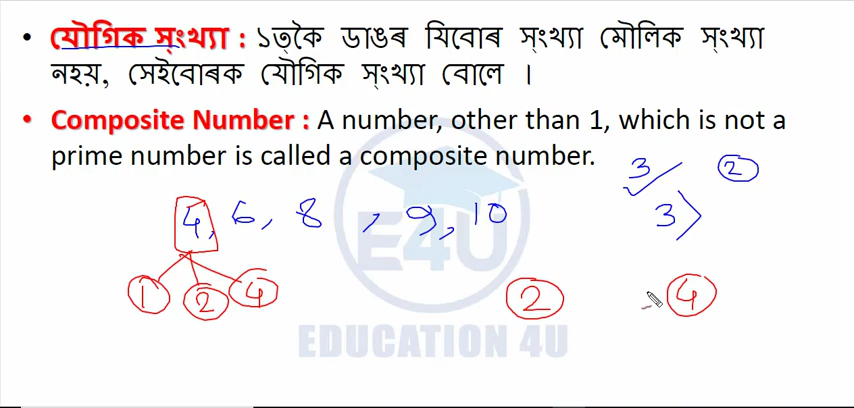 • যৌগিক স্ংখ্যা : ১ত্কৈ ডাঙৰ যিবোৰ স্ংখ্যা মৌলিক স্ংখ্যা
নহয়, সেইবোৰক যৌগিক স্ংখ্যা বোলে ।
• Composite Number : A number, other than 1, which is not a
prime number is called a composite number.
3 2
4, 6, 8 , 9, 10 3
1 2 4 2 4
E4U
EDUCATION 4U